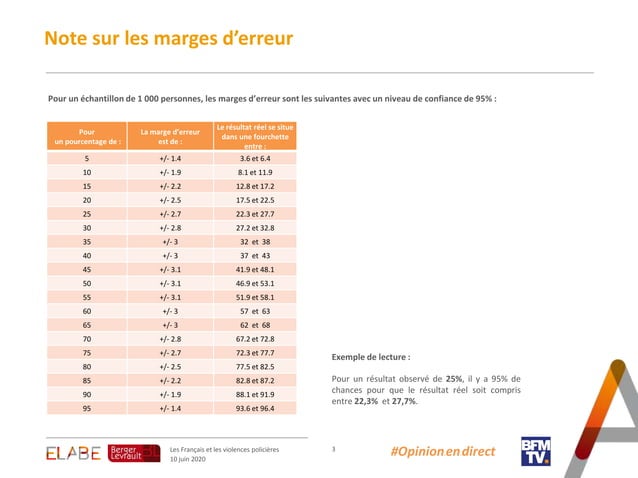 Note sur les marges d'erreur
Pour un échantillon de 1 000 personnes, les marges d'erreur sont les suivantes avec un niveau de confiance de 95% :
Pour un pourcentage de : La marge d'erreur est de : Le résultat réel se situe dans une fourchette entre :
5 +/- 1.4 3.6 et 6.4
10 +/- 1.9 8.1 et 11.9
15 +/- 2.2 12.8 et 17.2
20 +/- 2.5 17.5 et 22.5
25 +/- 2.7 22.3 et 27.7
30 +/- 2.8 27.2 et 32.8
35 +/- 3 32 et 38
40 +/- 3 37 et 43
45 +/- 3.1 41.9 et 48.1
50 +/- 3.1 46.9 et 53.1
55 +/- 3.1 51.9 et 58.1
60 +/- 3 57 et 63
65 +/- 3 62 et 68
70 +/- 2.8 67.2 et 72.8
75 +/- 2.7 72.3 et 77.7
80 +/- 2.5 77.5 et 82.5
85 +/- 2.2 82.8 et 87.2
90 +/- 1.9 88.1 et 91.9
95 +/- 1.4 93.6 et 96.4
Exemple de lecture :
Pour un résultat observé de 25%, il y a 95% de
chances pour que le résultat réel soit compris
entre 22,3% et 27,7%.
ELABE
Berger
Levrault
Les Français et les violences policières
10 juin 2020
3
#Opinion en direct
BFM
TV.